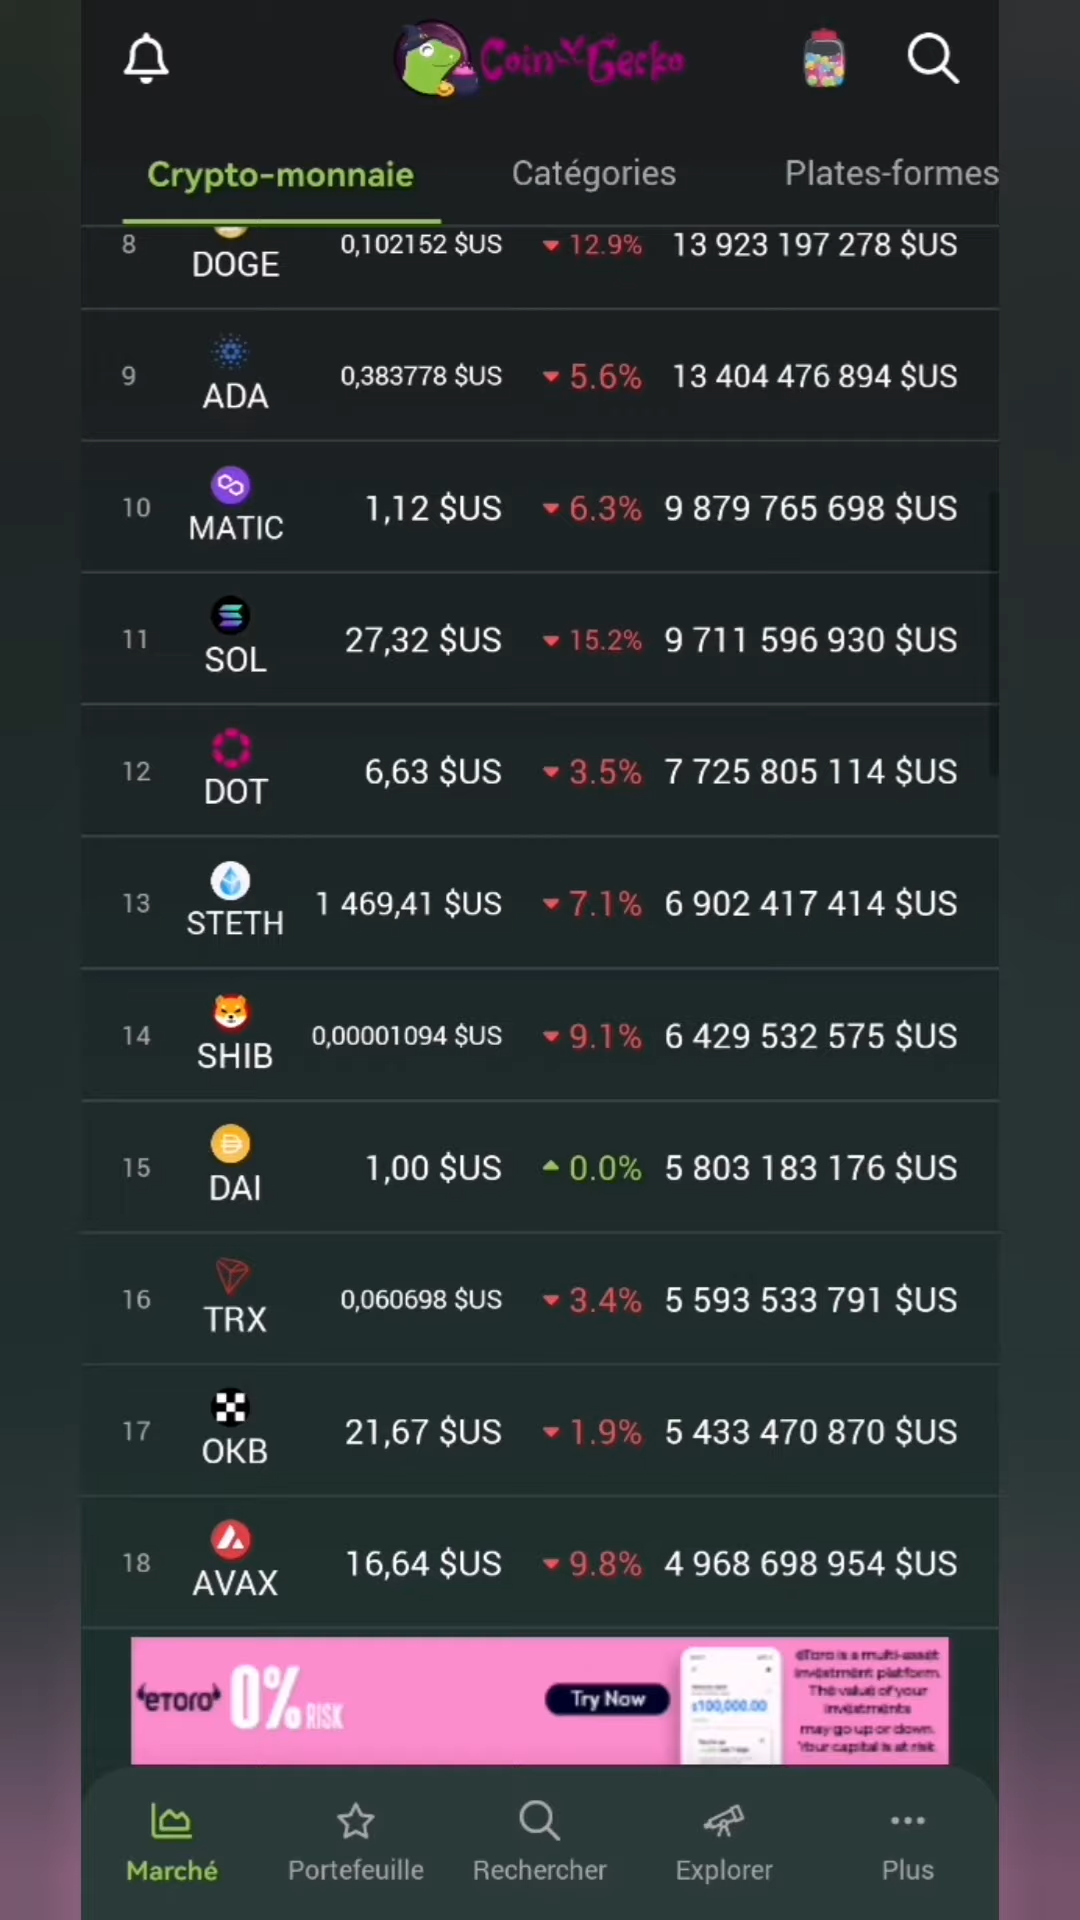 CoinGecko
Crypto-monnaie Catégories Plates-formes
8 DOGE 0,102152 $US 12.9% 13 923 197 278 $US
9 ADA 0,383778 $US 5.6% 13 404 476 894 $US
10 MATIC 1,12 $US 6.3% 9 879 765 698 $US
11 SOL 27,32 $US 15.2% 9 711 596 930 $US
12 DOT 6,63 $US 3.5% 7 725 805 114 $US
13 STETH 1 469,41 $US 7.1% 6 902 417 414 $US
14 SHIB 0,00001094 $US 9.1% 6 429 532 575 $US
15 DAI 1,00 $US 0.0% 5 803 183 176 $US
16 TRX 0,060698 $US 3.4% 5 593 533 791 $US
17 OKB 21,67 $US 1.9% 5 433 470 870 $US
18 AVAX 16,64 $US 9.8% 4 968 698 954 $US
eToro 0% RISK
Try Now
$100,000.00
eToro is a multi-asset
investment platform.
The value of your
investments
may go up or down.
Your capital is at risk.
Marché Portefeuille Rechercher Explorer Plus